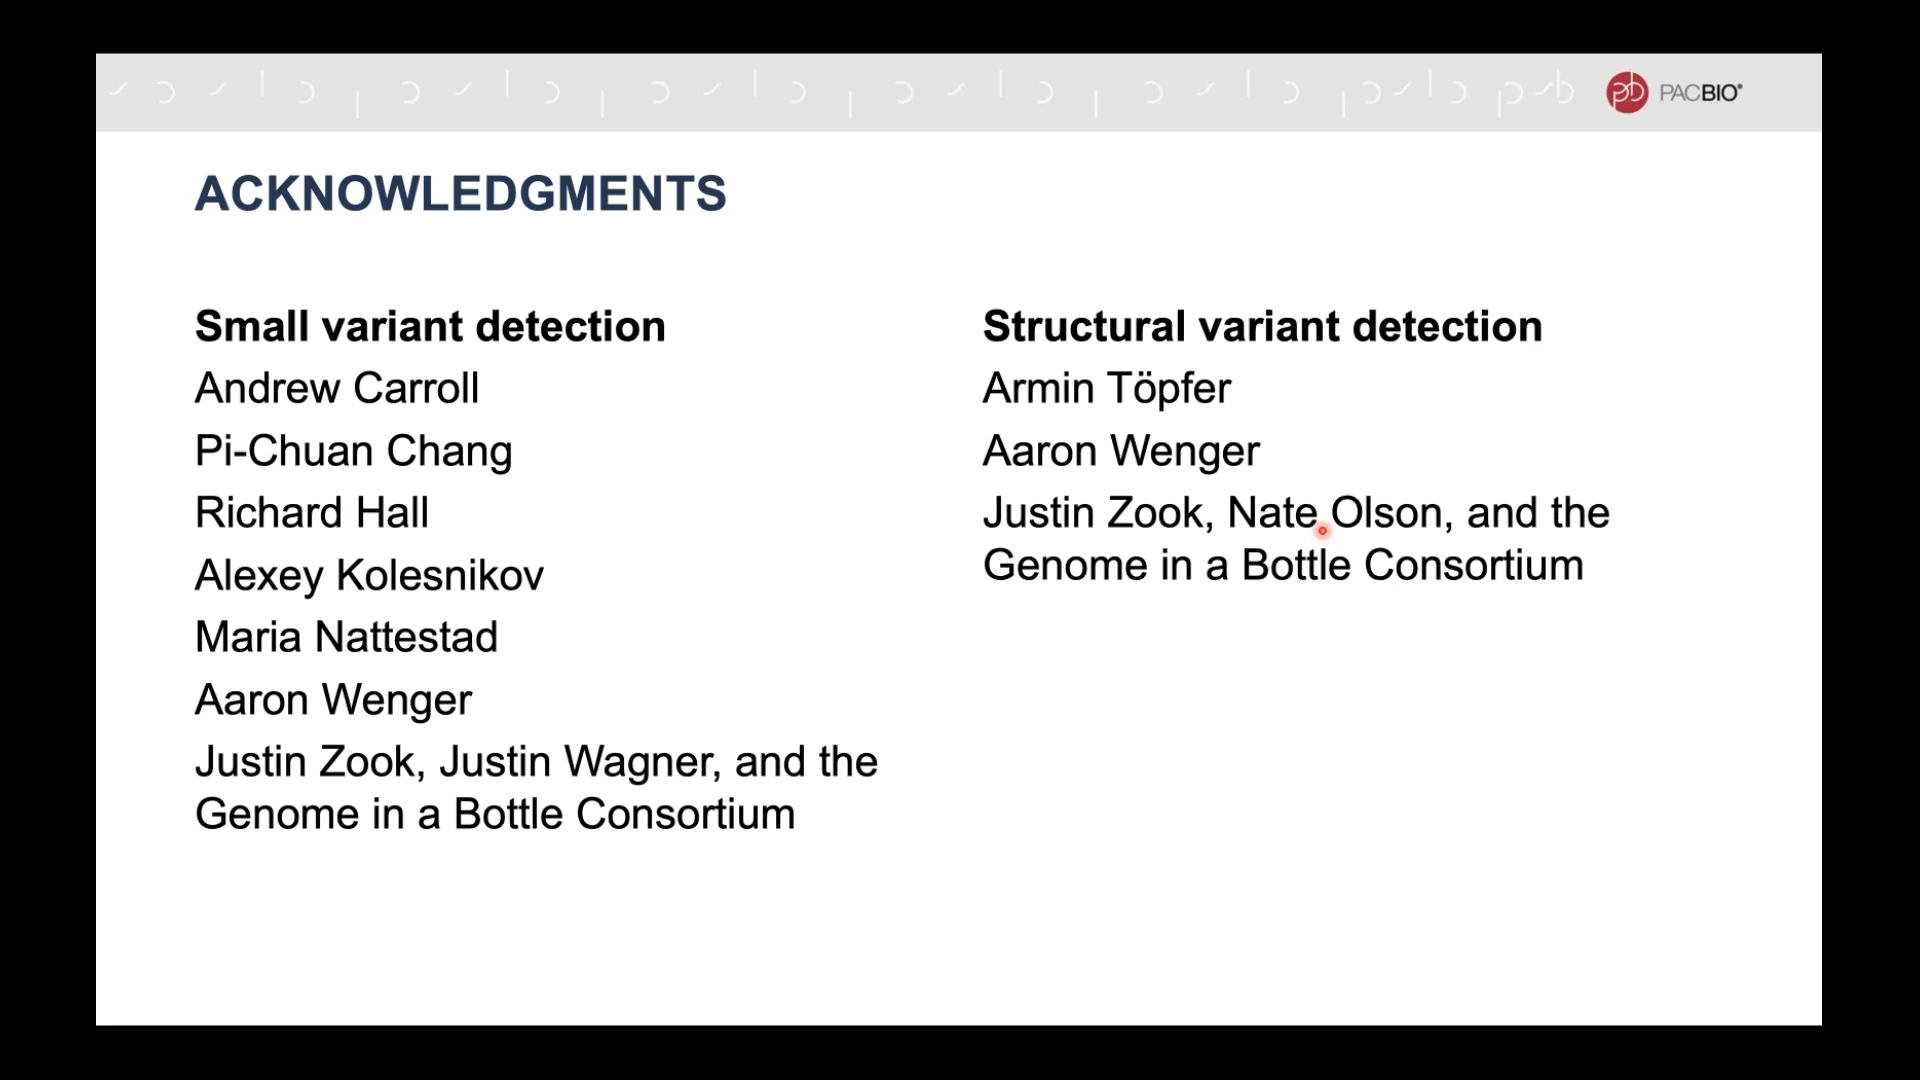 PACBIO®
ACKNOWLEDGMENTS
Small variant detection
Andrew Carroll
Pi-Chuan Chang
Richard Hall
Alexey Kolesnikov
Maria Nattestad
Aaron Wenger
Justin Zook, Justin Wagner, and the
Genome in a Bottle Consortium
Structural variant detection
Armin Töpfer
Aaron Wenger
Justin Zook, Nate Olson, and the
Genome in a Bottle Consortium